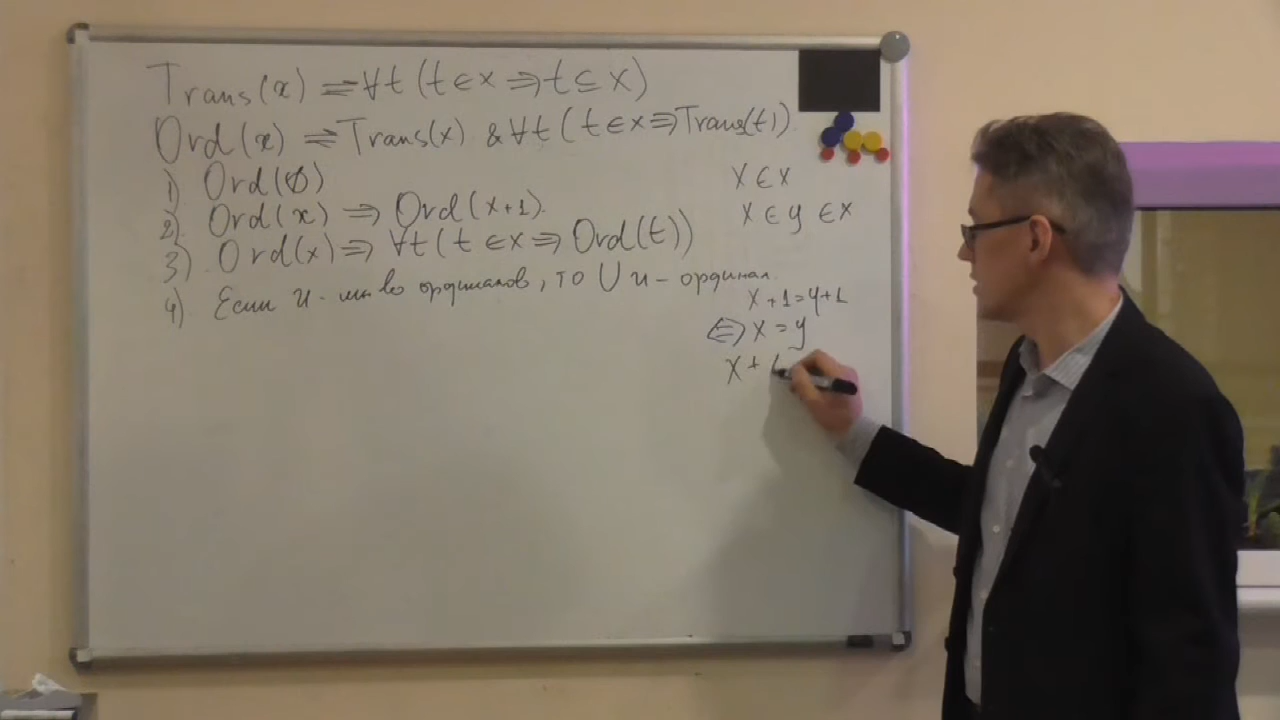 Trans(x) ⇌ ∀t (t ∈ x ⇒ t ⊆ x)
Ord(x) ⇌ Trans(x) & ∀t (t ∈ x ⇒ Trans(t))
1) Ord(∅)
2) Ord(x) ⇒ Ord(x+1).
3) Ord(x) ⇒ ∀t (t ∈ x ⇒ Ord(t))
4) Если u - мн-во ординалов, то ⋃ u - ординал.
x ∈ x
x ∈ y ∈ x
x + 1 = y + 1
⇔ x = y
x +